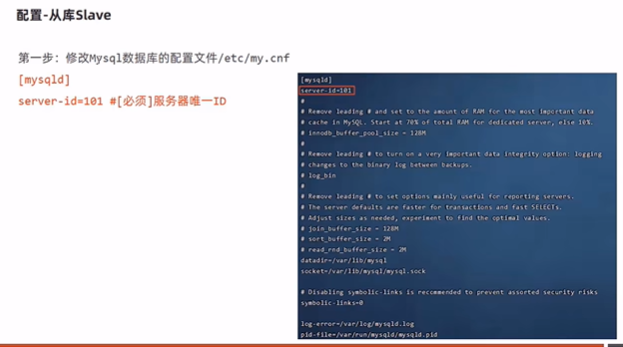 配置-从库Slave
第一步：修改Mysql数据库的配置文件/etc/my.cnf
[mysqld]
server-id=101 #[必须]服务器唯一ID
[mysqld]
server-id=101
#
# Remove leading # and set to the amount of RAM for the most important data
# cache in MySQL. Start at 70% of total RAM for dedicated server, else 10%.
# innodb_buffer_pool_size = 128M
#
# Remove leading # to turn on a very important data integrity option: logging
# changes to the binary log between backups.
# log_bin
#
# Remove leading # to set options mainly useful for reporting servers.
# The server defaults are faster for transactions and fast SELECTs.
# Adjust sizes as needed, experiment to find the optimal values.
# join_buffer_size = 128M
# sort_buffer_size = 2M
# read_rnd_buffer_size = 2M
datadir=/var/lib/mysql
socket=/var/lib/mysql/mysql.sock
# Disabling symbolic-links is recommended to prevent assorted security risks
symbolic-links=0
log-error=/var/log/mysqld.log
pid-file=/var/run/mysqld/mysqld.pid